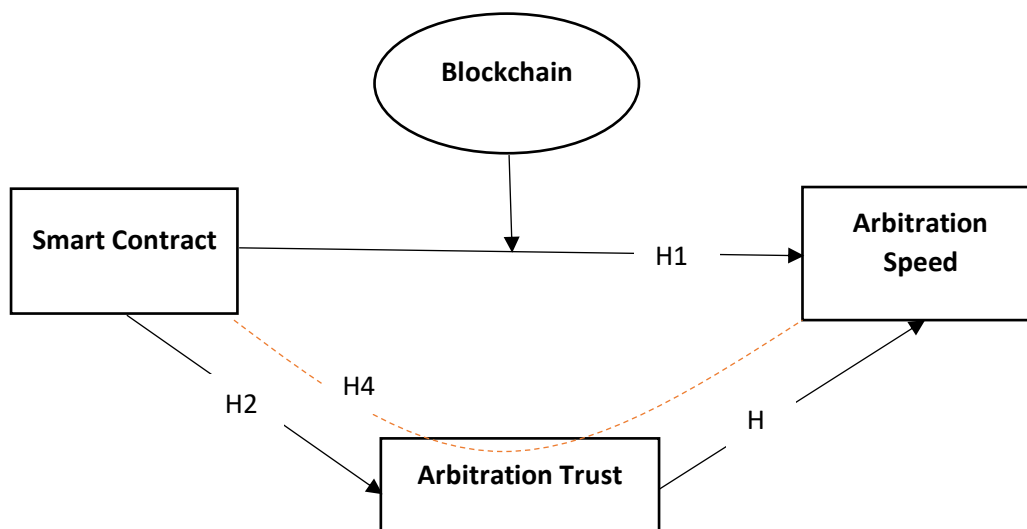 Blockchain
Smart Contract
Arbitration
Speed
H1
H4
H2
H
Arbitration Trust